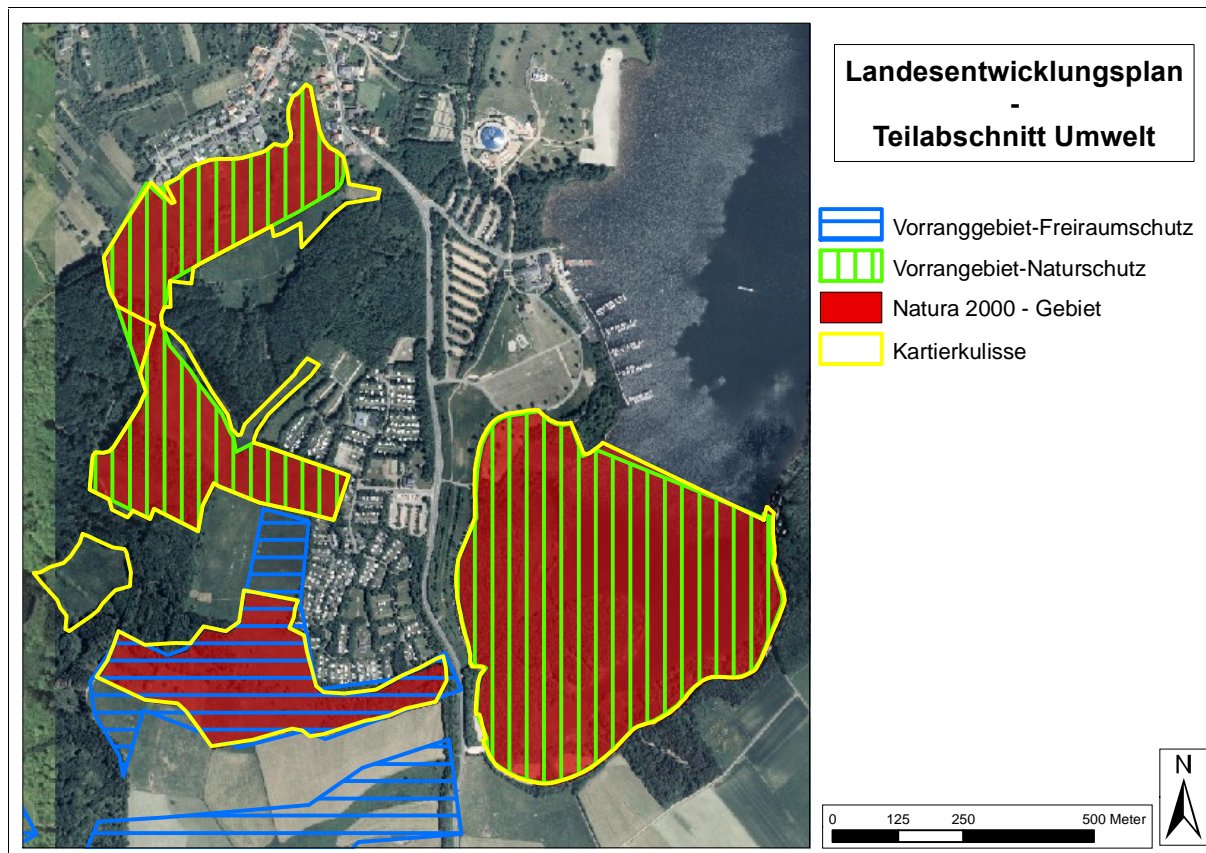 Landesentwicklungsplan
-
Teilabschnitt Umwelt
Vorranggebiet-Freiraumschutz
Vorrangebiet-Naturschutz
Natura 2000 - Gebiet
Kartierkulisse
N
0 125 250 500 Meter